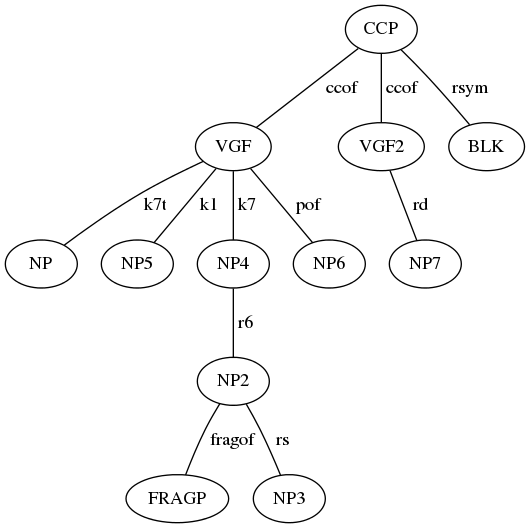 CCP
ccof ccof rsym
VGF VGF2 BLK
k7t k1 k7 pof rd
NP NP5 NP4 NP6 NP7
r6
NP2
fragof rs
FRAGP NP3